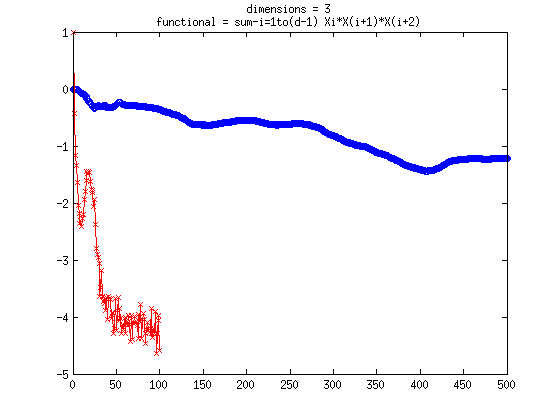 dimensions = 3
functional = sum-i=1to(d-1) Xi*X(i+1)*X(i+2)
1
0
-1
-2
-3
-4
-5
0 50 100 150 200 250 300 350 400 450 500